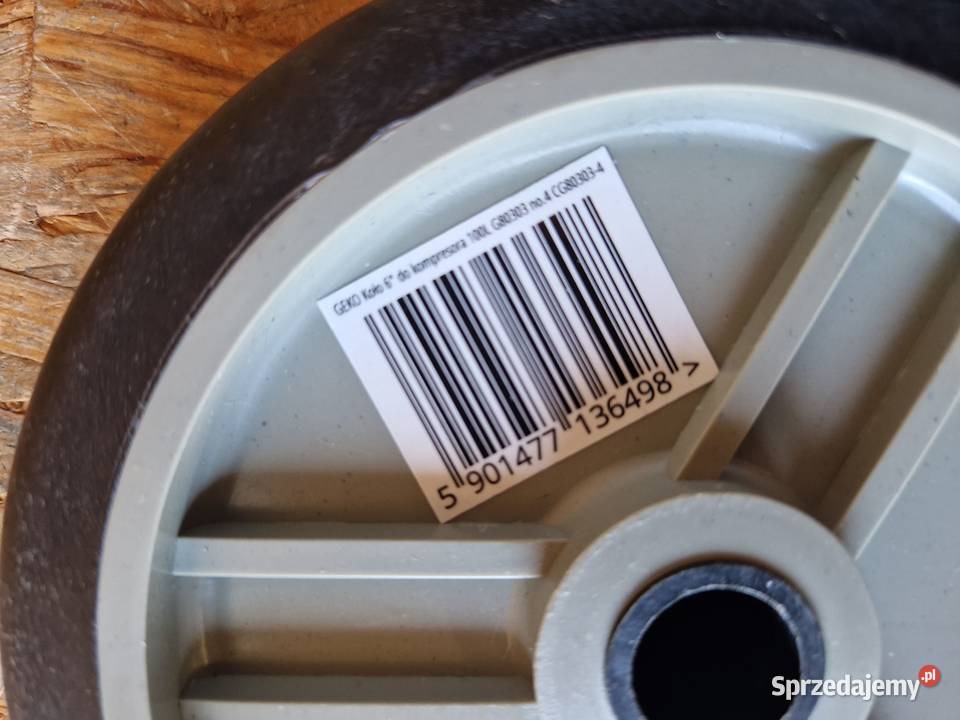 GEKO Koło 6" do kompresora 100L G80303 no.4 CG80303-4
5 901477 136498 >
Sprzedajemy.pl